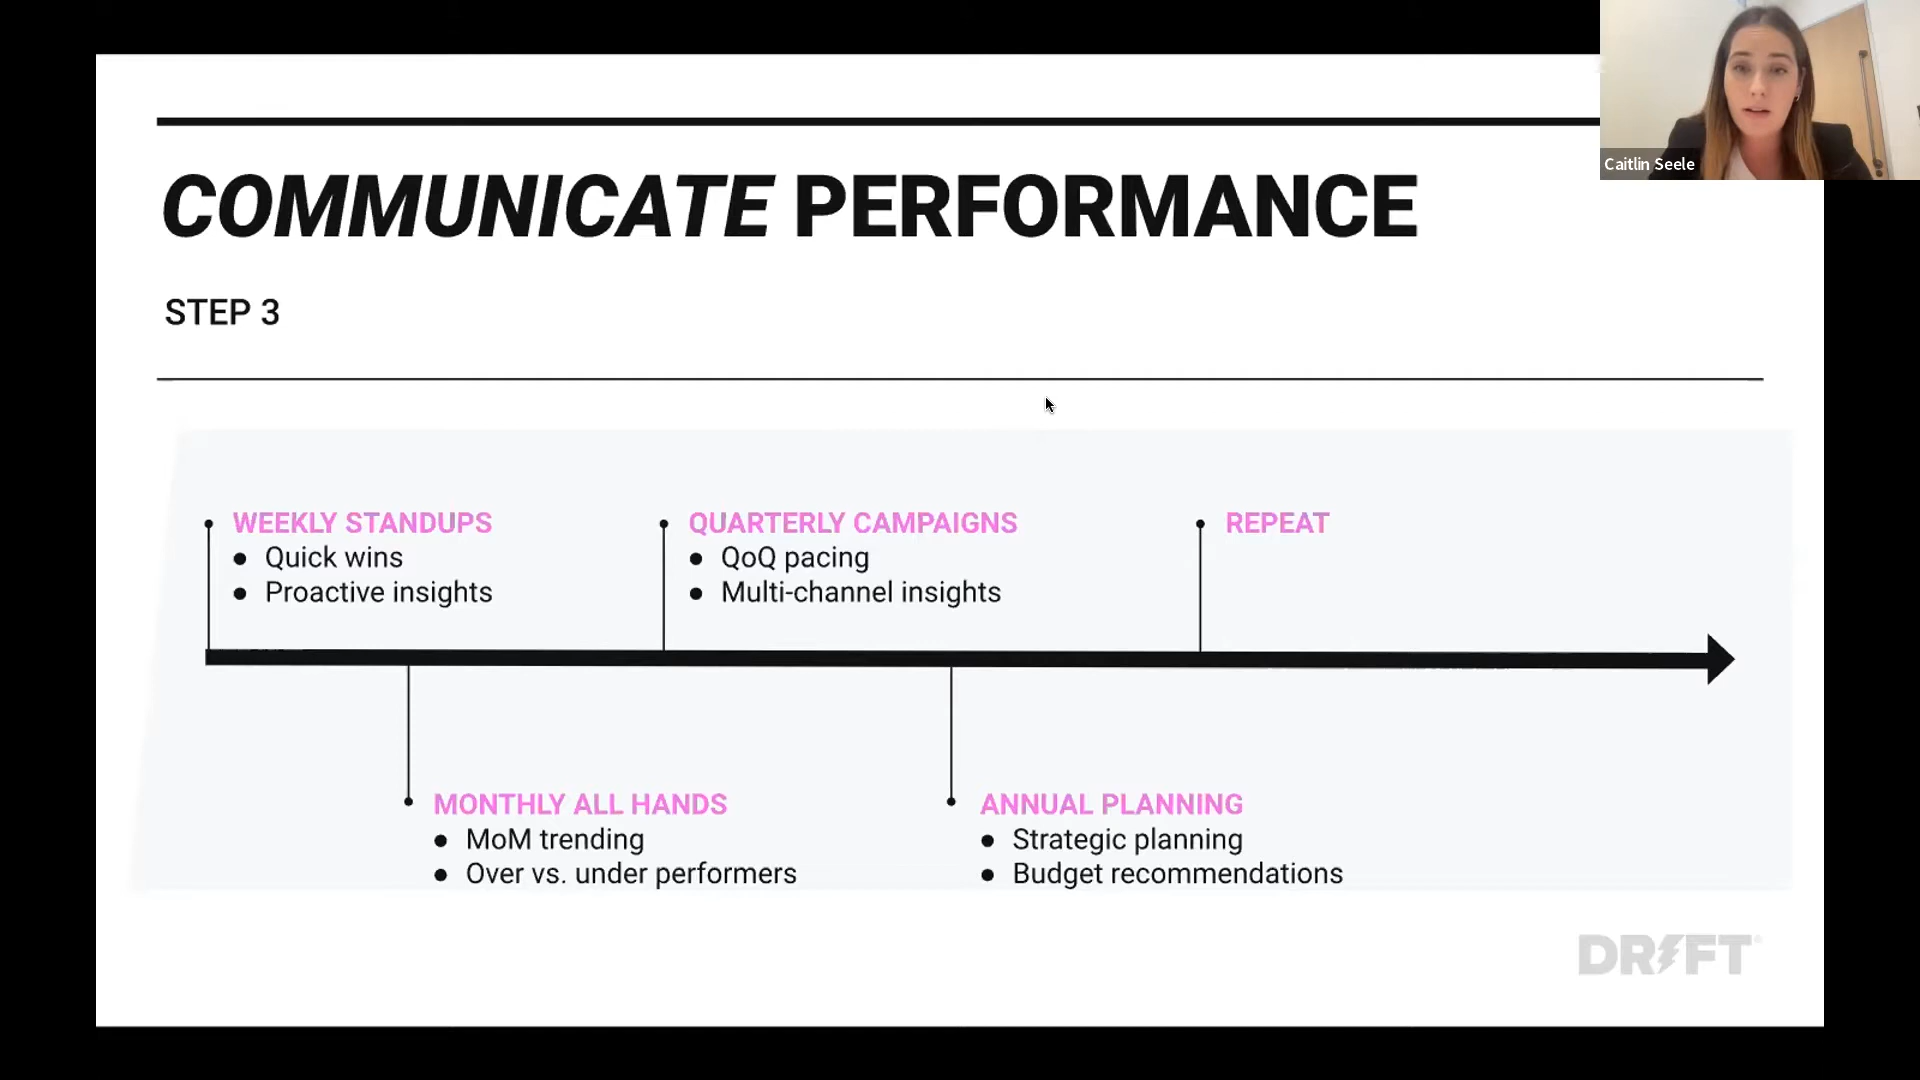 Caitlin Seele
COMMUNICATE PERFORMANCE
STEP 3
WEEKLY STANDUPS
● Quick wins
● Proactive insights
QUARTERLY CAMPAIGNS
● QoQ pacing
● Multi-channel insights
REPEAT
MONTHLY ALL HANDS
● MoM trending
● Over vs. under performers
ANNUAL PLANNING
● Strategic planning
● Budget recommendations
DRIFT®